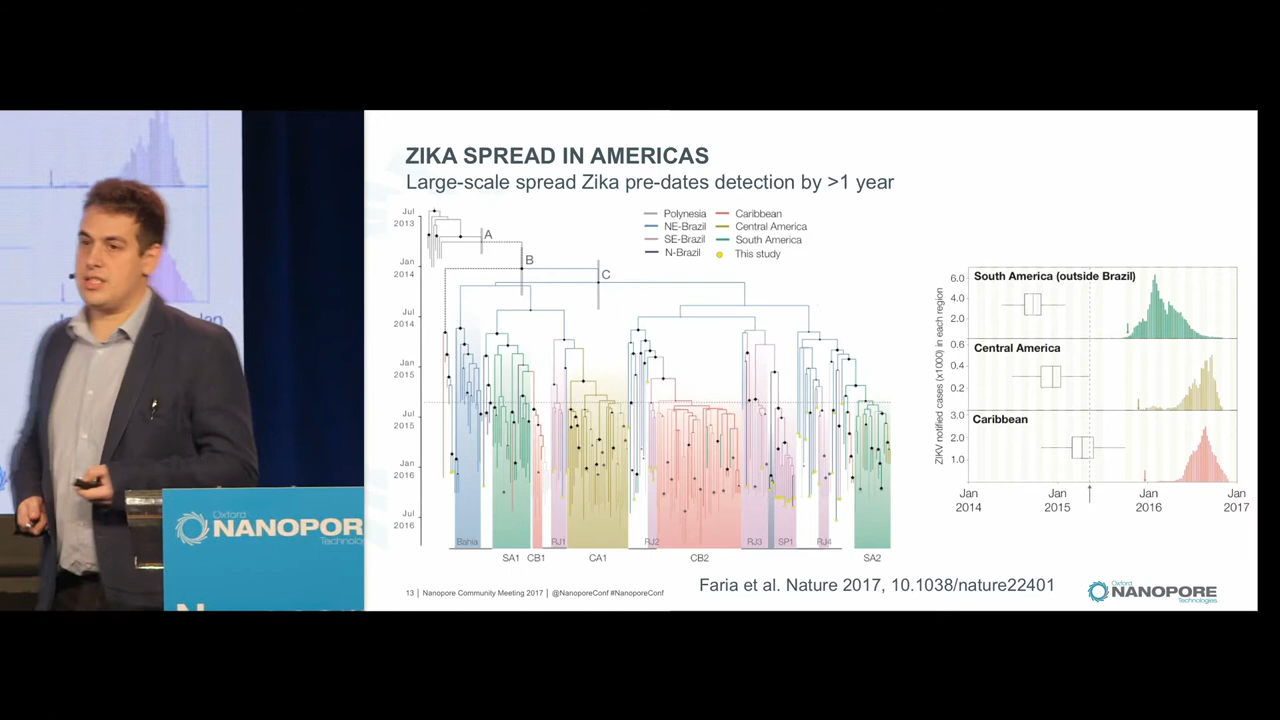 ZIKA SPREAD IN AMERICAS
Large-scale spread Zika pre-dates detection by >1 year
Jul
2013
Jan
2014
Jul
2014
Jan
2015
Jul
2015
Jan
2016
Jul
2016
A
B
C
Polynesia
NE-Brazil
SE-Brazil
N-Brazil
Caribbean
Central America
South America
This study
Bahia
RJ1
RJ2
RJ3
SP1
RJ4
SA1
CB1
CA1
CB2
SA2
ZIKV notified cases (x1000) in each region
South America (outside Brazil)
6.0
4.0
2.0
Central America
0.6
0.4
0.2
Caribbean
3.0
2.0
1.0
Jan
2014
Jan
2015
Jan
2016
Jan
2017
Faria et al. Nature 2017, 10.1038/nature22401
13 | Nanopore Community Meeting 2017 | @NanoporeConf #NanoporeConf
Oxford
NANOPORE
Technologies
Oxford
NANOPOR
Technolog